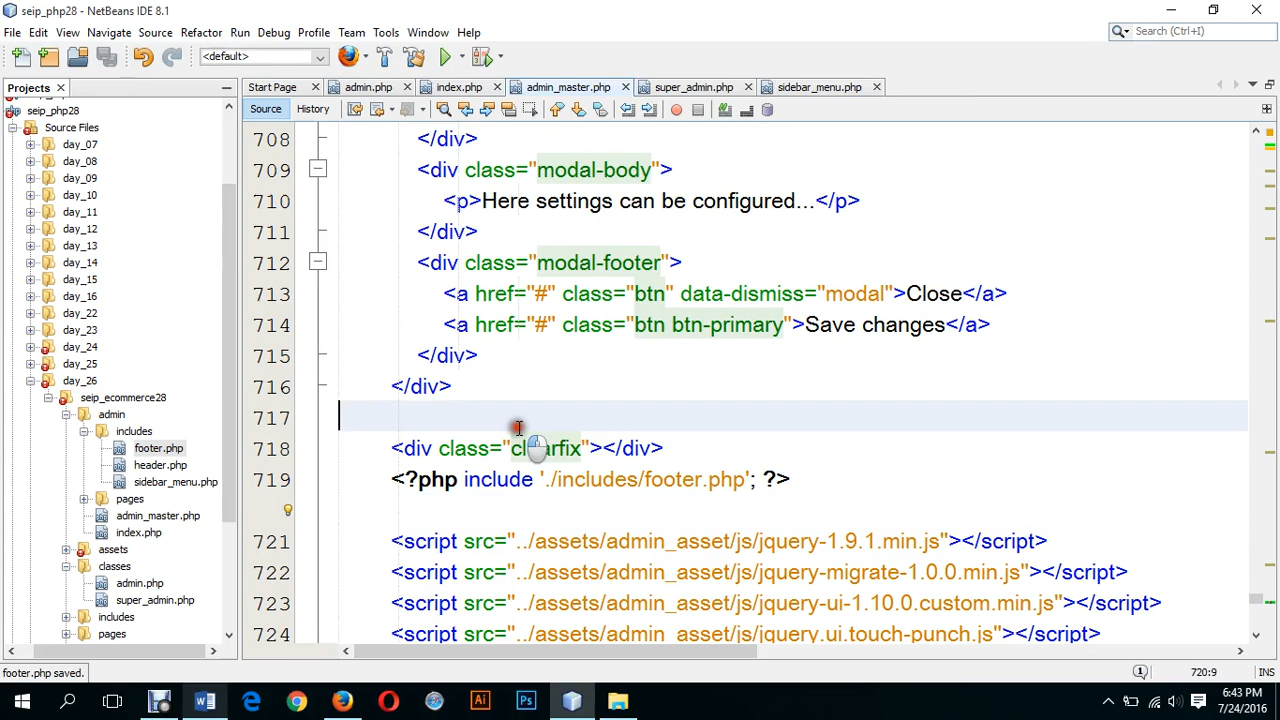 seip_php28 - NetBeans IDE 8.1
File Edit View Navigate Source Refactor Run Debug Profile Team Tools Window Help
Search (Ctrl+I)
<default>
Projects
Start Page admin.php index.php admin_master.php super_admin.php sidebar_menu.php
Source History
seip_php28
Source Files
day_07
day_08
day_09
day_10
day_11
day_12
day_13
day_14
day_15
day_16
day_22
day_23
day_24
day_25
day_26
seip_ecommerce28
admin
includes
footer.php
header.php
sidebar_menu.php
pages
admin_master.php
index.php
assets
classes
admin.php
super_admin.php
includes
pages
708 </div>
709 <div class="modal-body">
710 <p>Here settings can be configured...</p>
711 </div>
712 <div class="modal-footer">
713 <a href="#" class="btn" data-dismiss="modal">Close</a>
714 <a href="#" class="btn btn-primary">Save changes</a>
715 </div>
716 </div>
717
718 <div class="clearfix"></div>
719 <?php include './includes/footer.php'; ?>
721 <script src="../assets/admin_asset/js/jquery-1.9.1.min.js"></script>
722 <script src="../assets/admin_asset/js/jquery-migrate-1.0.0.min.js"></script>
723 <script src="../assets/admin_asset/js/jquery-ui-1.10.0.custom.min.js"></script>
724 <script src="../assets/admin_asset/js/jquery.ui.touch-punch.js"></script>
footer.php saved.
1
720:9
INS
Ai
Ps
6:43 PM
7/24/2016